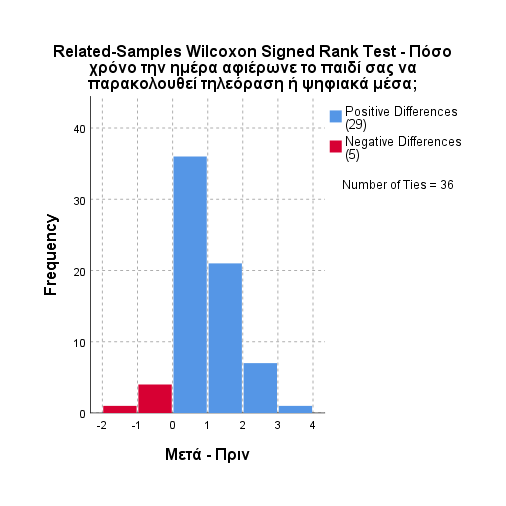 Related-Samples Wilcoxon Signed Rank Test - Πόσο
χρόνο την ημέρα αφιέρωνε το παιδί σας να
παρακολουθεί τηλεόραση ή ψηφιακά μέσα;
Positive Differences
(29)
Negative Differences
(5)
Number of Ties = 36
Frequency
40
30
20
10
0
-2 -1 0 1 2 3 4
Μετά - Πριν